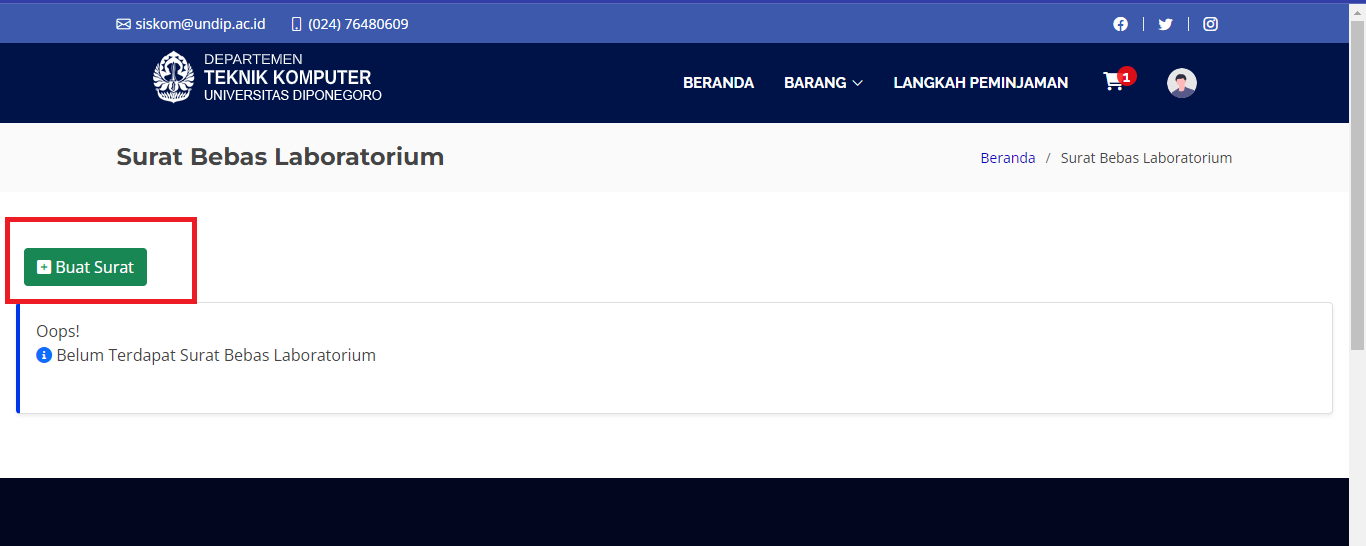 siskom@undip.ac.id (024) 76480609
DEPARTEMEN
TEKNIK KOMPUTER
UNIVERSITAS DIPONEGORO
BERANDA BARANG LANGKAH PEMINJAMAN 1
Surat Bebas Laboratorium
Beranda / Surat Bebas Laboratorium
Buat Surat
Oops!
Belum Terdapat Surat Bebas Laboratorium